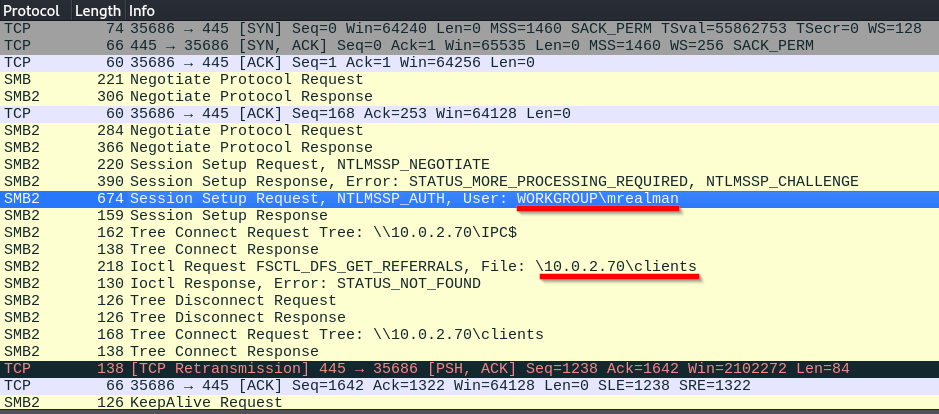 Protocol Length Info
TCP 74 35686 → 445 [SYN] Seq=0 Win=64240 Len=0 MSS=1460 SACK_PERM TSval=55862753 TSecr=0 WS=128
TCP 66 445 → 35686 [SYN, ACK] Seq=0 Ack=1 Win=65535 Len=0 MSS=1460 WS=256 SACK_PERM
TCP 60 35686 → 445 [ACK] Seq=1 Ack=1 Win=64256 Len=0
SMB 221 Negotiate Protocol Request
SMB2 306 Negotiate Protocol Response
TCP 60 35686 → 445 [ACK] Seq=168 Ack=253 Win=64128 Len=0
SMB2 284 Negotiate Protocol Request
SMB2 366 Negotiate Protocol Response
SMB2 220 Session Setup Request, NTLMSSP_NEGOTIATE
SMB2 390 Session Setup Response, Error: STATUS_MORE_PROCESSING_REQUIRED, NTLMSSP_CHALLENGE
SMB2 674 Session Setup Request, NTLMSSP_AUTH, User: WORKGROUP\mrealman
SMB2 159 Session Setup Response
SMB2 162 Tree Connect Request Tree: \\10.0.2.70\IPC$
SMB2 138 Tree Connect Response
SMB2 218 Ioctl Request FSCTL_DFS_GET_REFERRALS, File: \10.0.2.70\clients
SMB2 130 Ioctl Response, Error: STATUS_NOT_FOUND
SMB2 126 Tree Disconnect Request
SMB2 126 Tree Disconnect Response
SMB2 168 Tree Connect Request Tree: \\10.0.2.70\clients
SMB2 138 Tree Connect Response
TCP 138 [TCP Retransmission] 445 → 35686 [PSH, ACK] Seq=1238 Ack=1642 Win=2102272 Len=84
TCP 66 35686 → 445 [ACK] Seq=1642 Ack=1322 Win=64128 Len=0 SLE=1238 SRE=1322
SMB2 126 KeepAlive Request